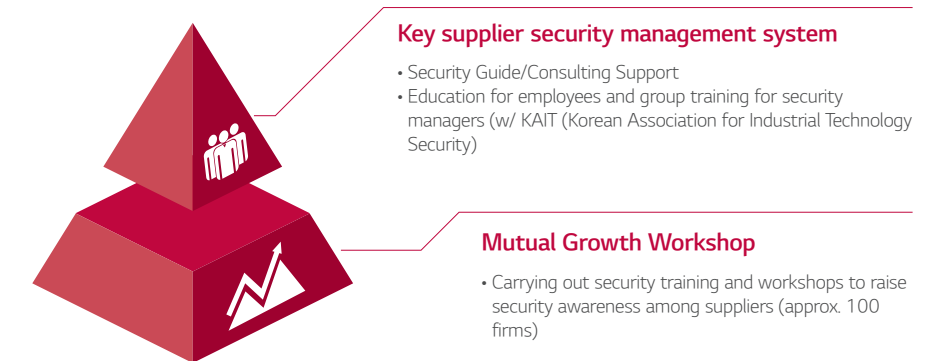 Key supplier security management system
• Security Guide/Consulting Support
• Education for employees and group training for security
managers (w/ KAIT (Korean Association for Industrial Technology
Security)
Mutual Growth Workshop
• Carrying out security training and workshops to raise
security awareness among suppliers (approx. 100
firms)